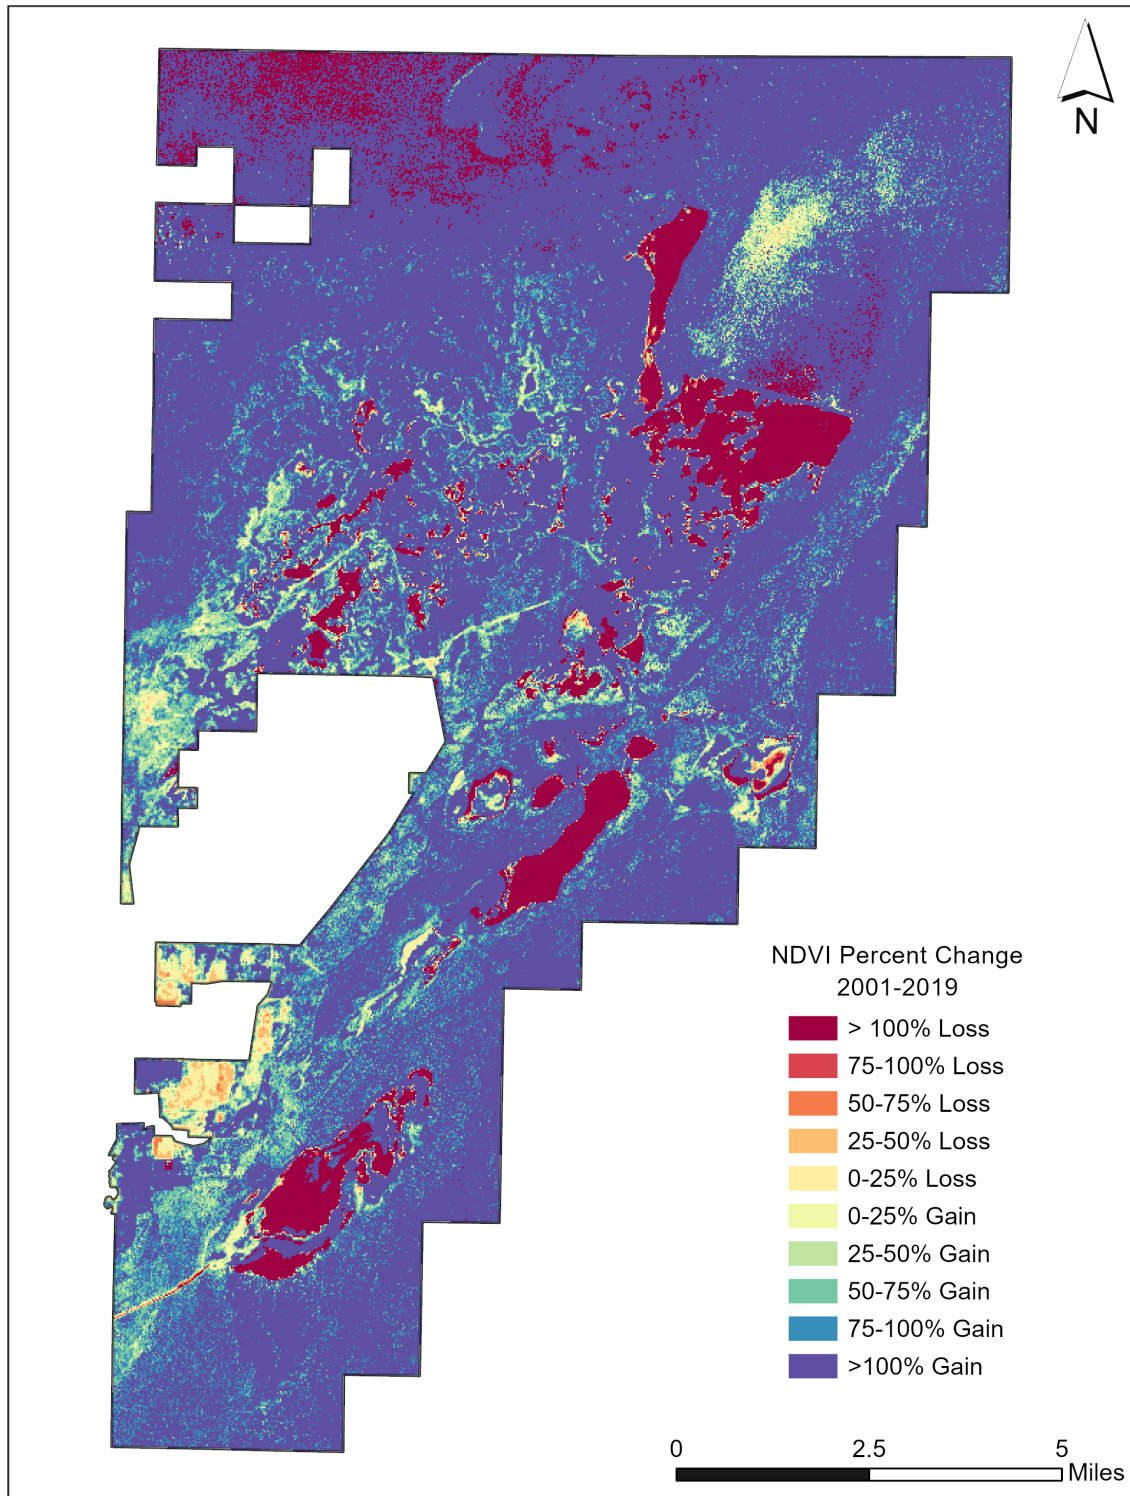 N
NDVI Percent Change
2001-2019
> 100% Loss
75-100% Loss
50-75% Loss
25-50% Loss
0-25% Loss
0-25% Gain
25-50% Gain
50-75% Gain
75-100% Gain
>100% Gain
0 2.5 5
Miles